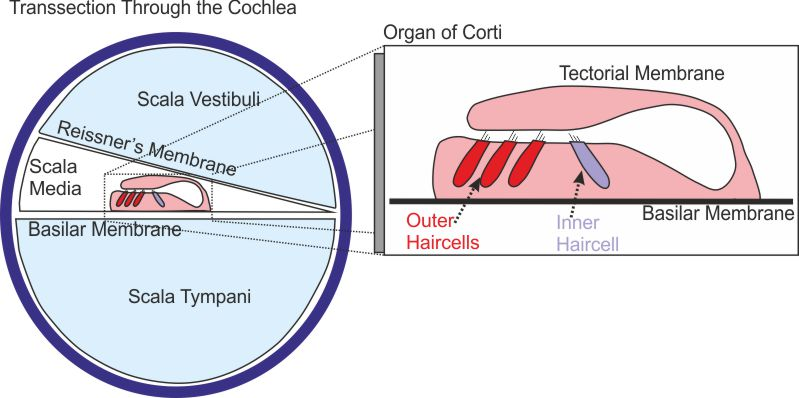 Transsection Through the Cochlea
Organ of Corti
Scala Vestibuli
Reissner's Membrane
Scala
Media
Basilar Membrane
Scala Tympani
Tectorial Membrane
Outer
Haircells
Inner
Haircell
Basilar Membrane